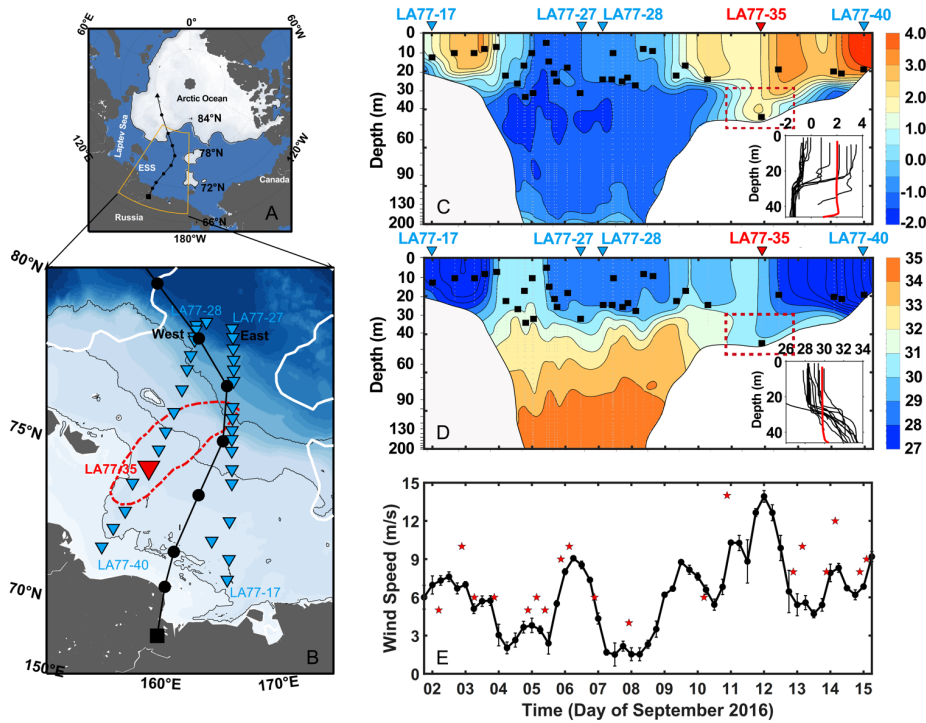 60°E 0° 60°W
Arctic Ocean
84°N
Laptev Sea
120°E
120°W
78°N
ESS
72°N
Canada
Russia
66°N
A
180°W
80°N
LA77-28
LA77-27
West
East
75°N
LA77-35
LA77-40
LA77-17
70°N
B
150°E
160°E
170°E
LA77-17 LA77-27 LA77-28 LA77-35 LA77-40
Depth (m)
0
10
20
30
60
90
130
200
C
-2 0 2 4
0
20
40
Depth (m)
4.0
3.0
2.0
1.0
0.0
-1.0
-2.0
LA77-17 LA77-27 LA77-28 LA77-35 LA77-40
Depth (m)
0
10
20
30
60
90
200
D
26 28 30 32 34
0
20
40
Depth (m)
35
34
33
32
31
30
29
28
27
Wind Speed (m/s)
15
12
9
6
3
0
E
02 03 04 05 06 07 08 09 10 11 12 13 14 15
Time (Day of September 2016)